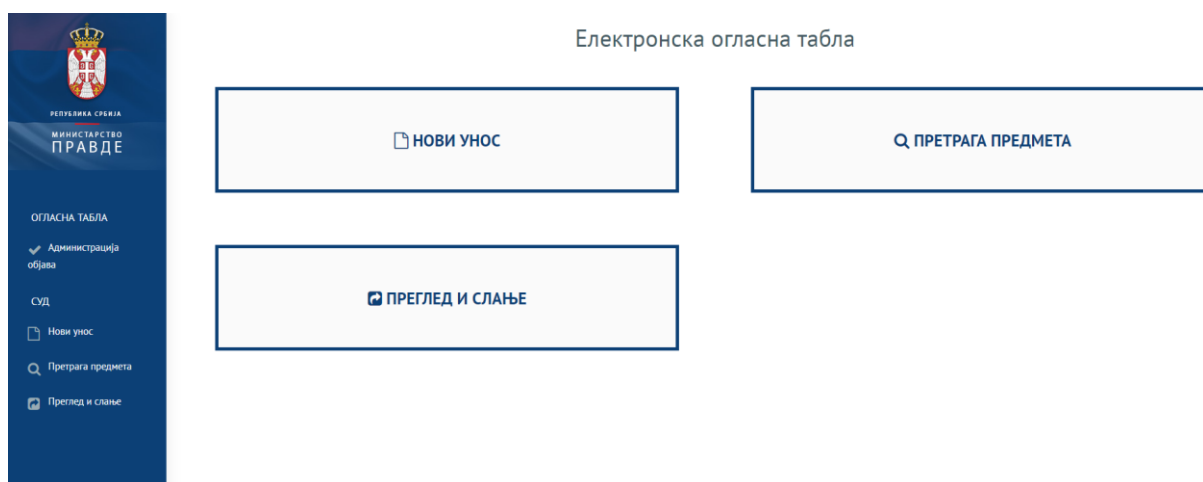 РЕПУБЛИКА СРБИЈА
МИНИСТАРСТВО
ПРАВДЕ
ОГЛАСНА ТАБЛА
Администрација
објава
СУД
Нови унос
Претрага предмета
Преглед и слање
Електронска огласна табла
НОВИ УНОС
ПРЕТРАГА ПРЕДМЕТА
ПРЕГЛЕД И СЛАЊЕ